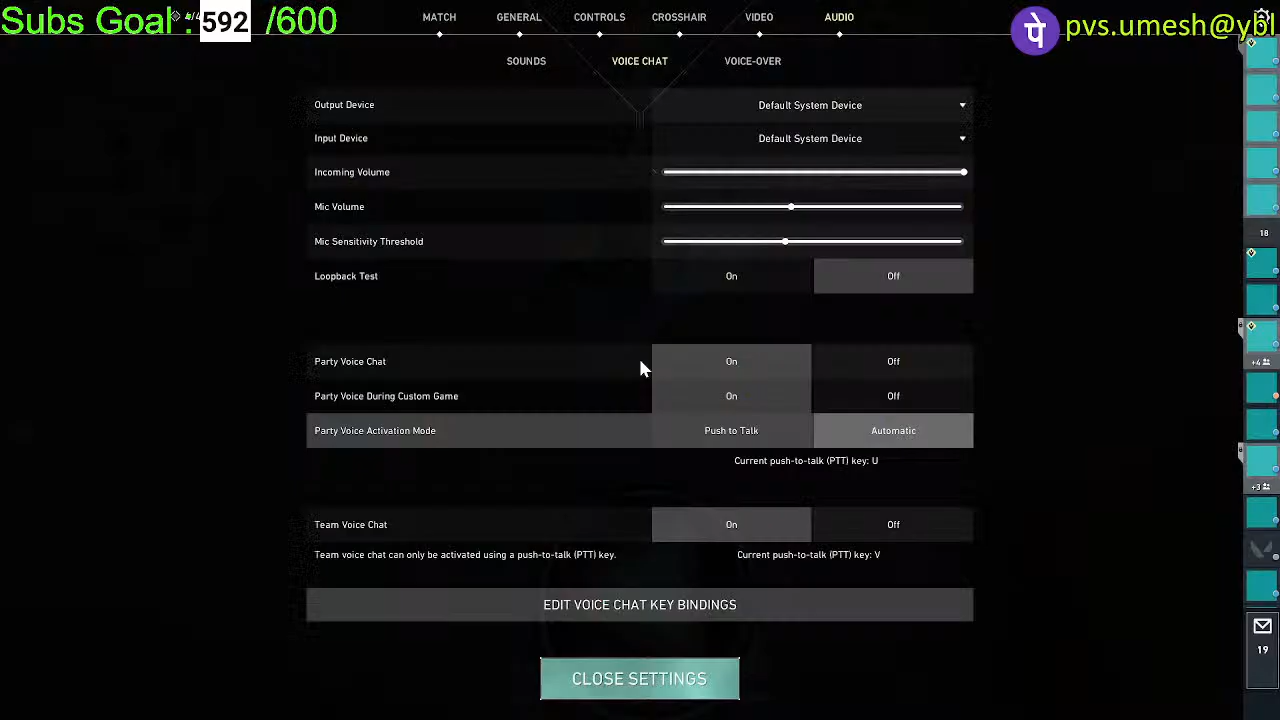 Subs Goal : 592 /600
MATCH GENERAL CONTROLS CROSSHAIR VIDEO AUDIO
पे pvs.umesh@ybl
SOUNDS VOICE CHAT VOICE-OVER
Output Device Default System Device
Input Device Default System Device
Incoming Volume
Mic Volume
Mic Sensitivity Threshold
18
Loopback Test On Off
Party Voice Chat On Off
+4
Party Voice During Custom Game On Off
Party Voice Activation Mode Push to Talk Automatic
Current push-to-talk (PTT) key: U
+3
Team Voice Chat On Off
Team voice chat can only be activated using a push-to-talk (PTT) key. Current push-to-talk (PTT) key: V
EDIT VOICE CHAT KEY BINDINGS
19
CLOSE SETTINGS